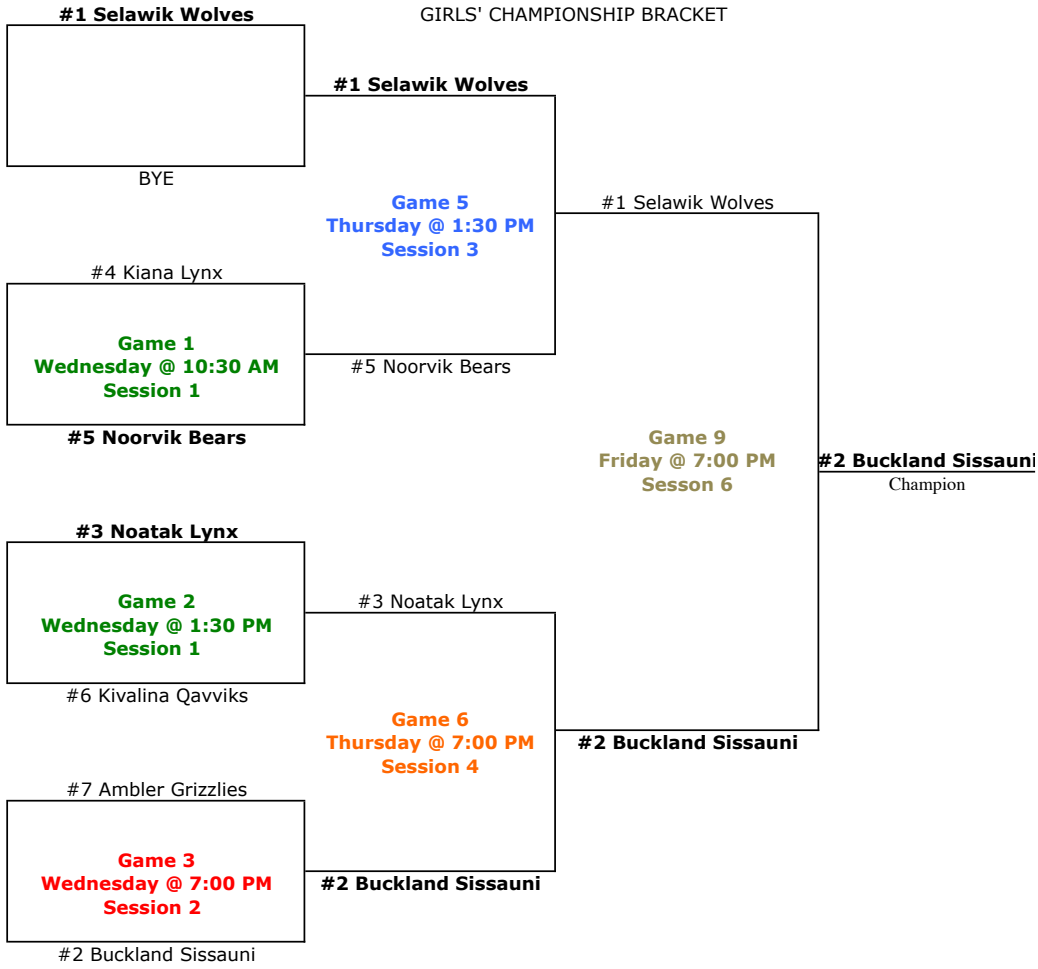 #1 Selawik Wolves
GIRLS' CHAMPIONSHIP BRACKET
#1 Selawik Wolves
BYE
Game 5
Thursday @ 1:30 PM
Session 3
#1 Selawik Wolves
#4 Kiana Lynx
Game 1
Wednesday @ 10:30 AM
Session 1
#5 Noorvik Bears
#5 Noorvik Bears
Game 9
Friday @ 7:00 PM
Sesson 6
#2 Buckland Sissauni
Champion
#3 Noatak Lynx
Game 2
Wednesday @ 1:30 PM
Session 1
#3 Noatak Lynx
#6 Kivalina Qavviks
Game 6
Thursday @ 7:00 PM
Session 4
#2 Buckland Sissauni
#7 Ambler Grizzlies
Game 3
Wednesday @ 7:00 PM
Session 2
#2 Buckland Sissauni
#2 Buckland Sissauni